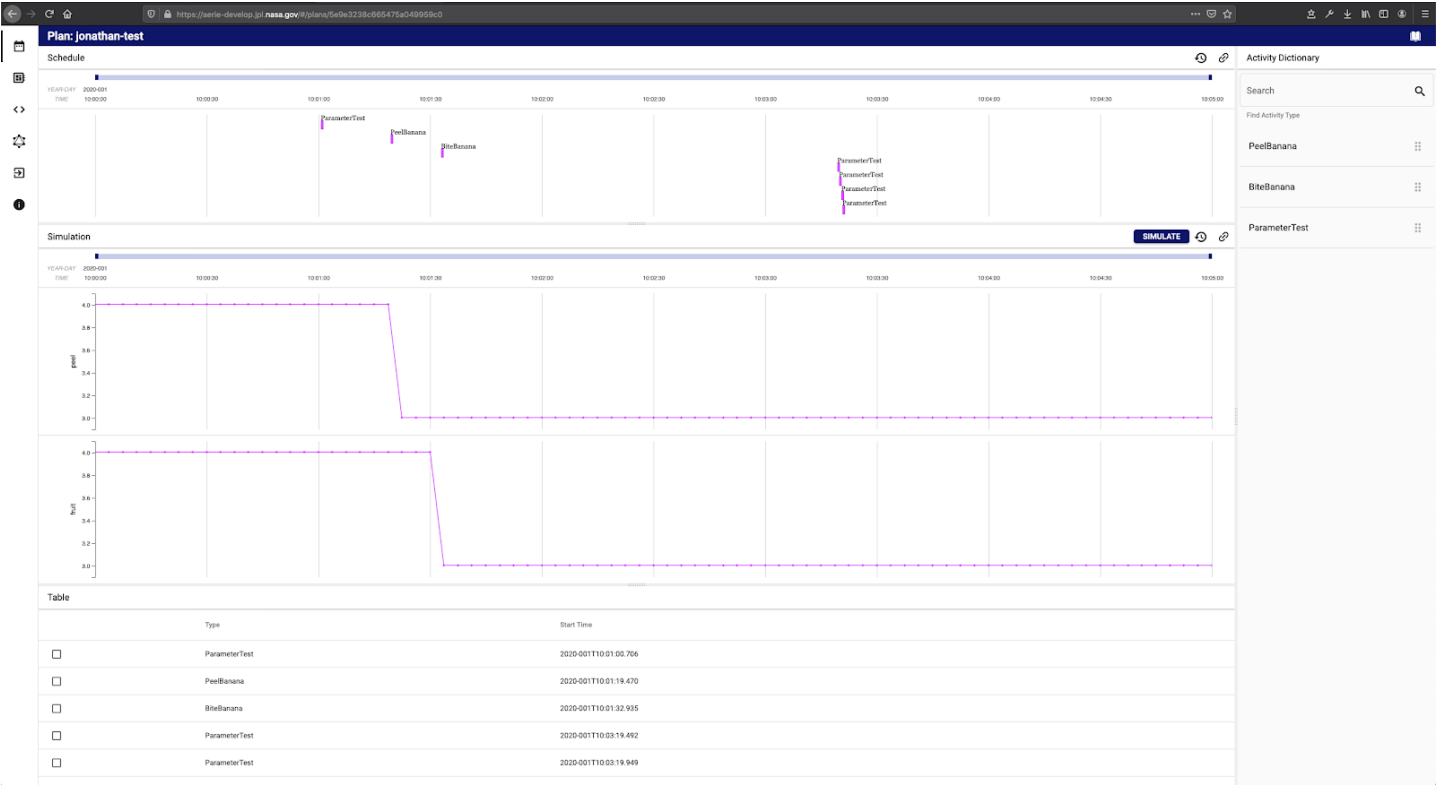 https://aerie-develop.jpl.nasa.gov/#/plans/5e9e3238c665475a049959c0
Plan: jonathan-test
Schedule
YEAR-DAY 2020-001
TIME 10:00:00 10:00:30 10:01:00 10:01:30 10:02:00 10:02:30 10:03:00 10:03:30 10:04:00 10:04:30 10:05:00
ParameterTest
PeelBanana
BiteBanana
ParameterTest
ParameterTest
ParameterTest
ParameterTest
Simulation SIMULATE
YEAR-DAY 2020-001
TIME 10:00:00 10:00:30 10:01:00 10:01:30 10:02:00 10:02:30 10:03:00 10:03:30 10:04:00 10:04:30 10:05:00
4.0
3.8
3.6
3.4
3.2
3.0
peel
4.0
3.8
3.6
3.4
3.2
3.0
fruit
Table
Type Start Time
ParameterTest 2020-001T10:01:00.706
PeelBanana 2020-001T10:01:19.470
BiteBanana 2020-001T10:01:32.935
ParameterTest 2020-001T10:03:19.492
ParameterTest 2020-001T10:03:19.949
Activity Dictionary
Search
Find Activity Type
PeelBanana
BiteBanana
ParameterTest